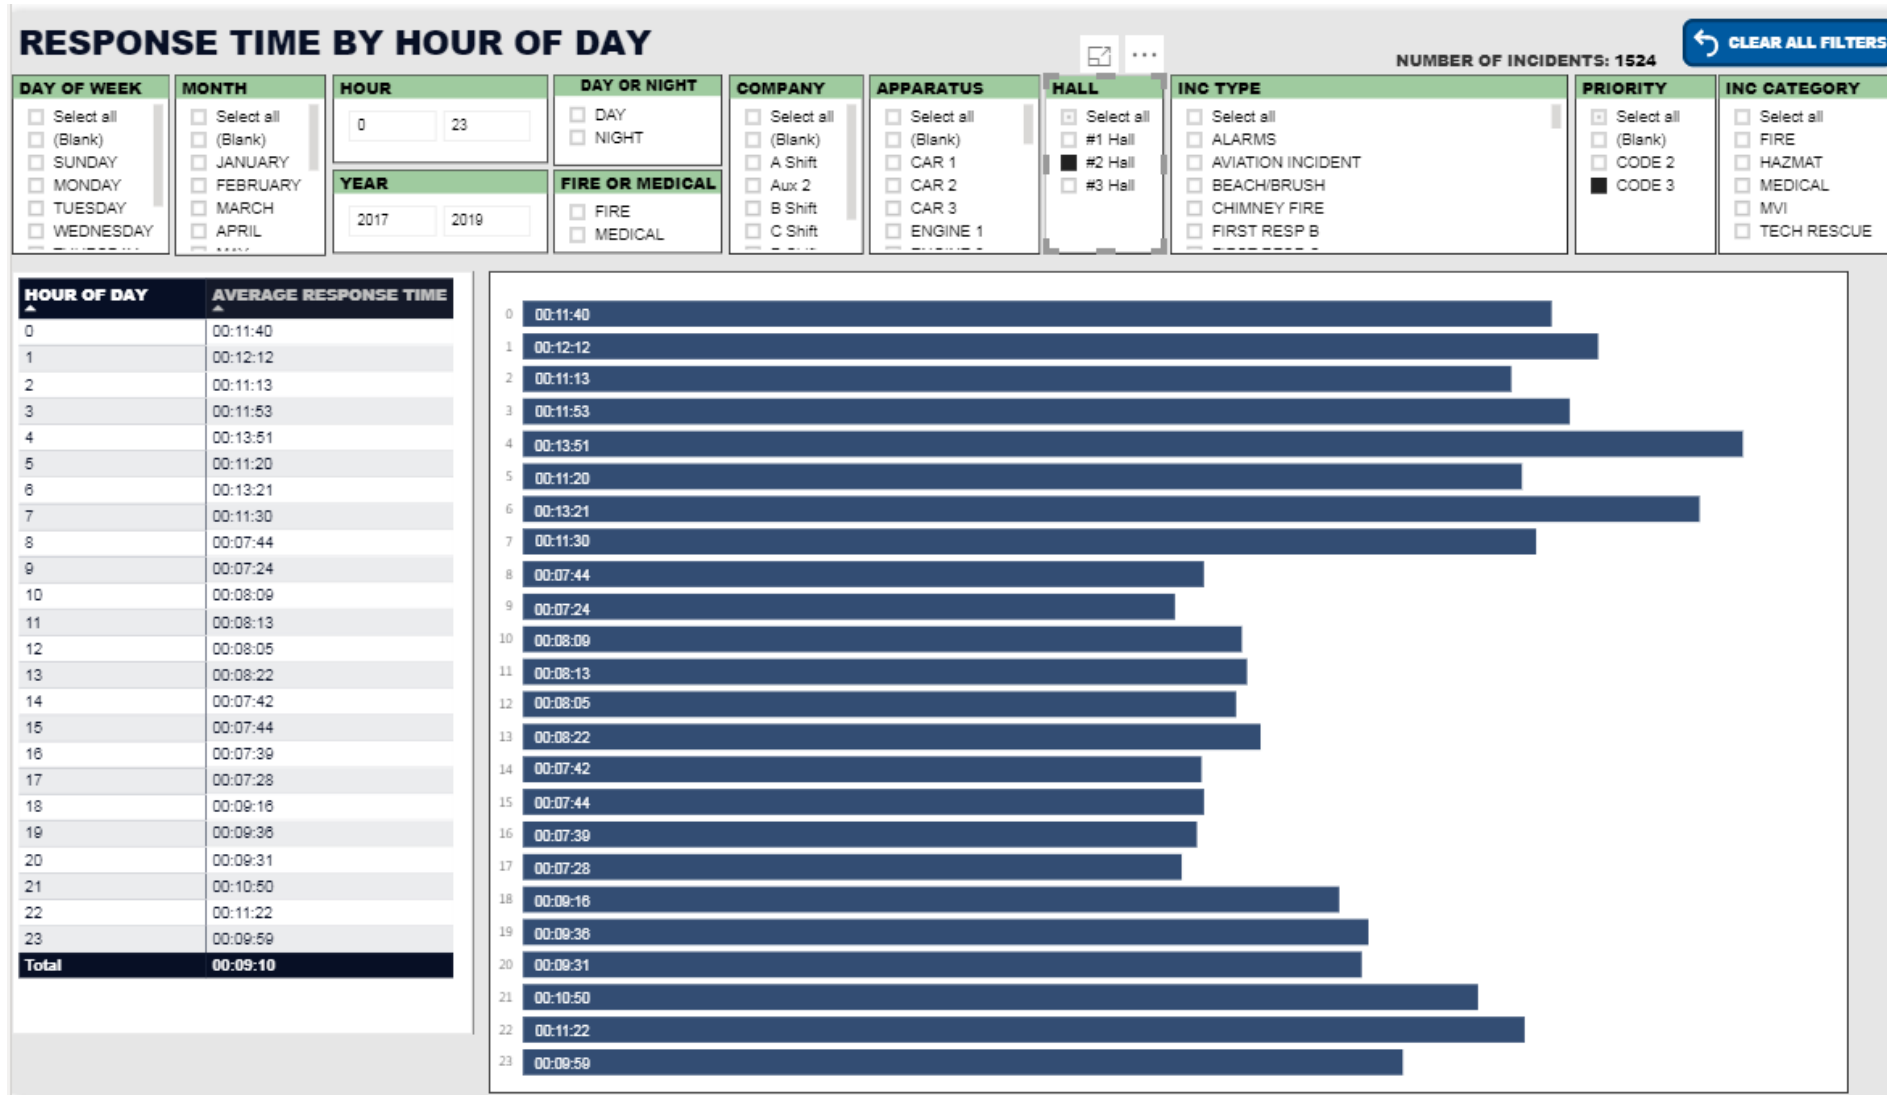 RESPONSE TIME BY HOUR OF DAY
NUMBER OF INCIDENTS: 1524
CLEAR ALL FILTERS
DAY OF WEEK
Select all
(Blank)
SUNDAY
MONDAY
TUESDAY
WEDNESDAY
MONTH
Select all
(Blank)
JANUARY
FEBRUARY
MARCH
APRIL
HOUR
0 23
YEAR
2017 2019
DAY OR NIGHT
DAY
NIGHT
FIRE OR MEDICAL
FIRE
MEDICAL
COMPANY
Select all
(Blank)
A Shift
Aux 2
B Shift
C Shift
APPARATUS
Select all
(Blank)
CAR 1
CAR 2
CAR 3
ENGINE 1
HALL
Select all
#1 Hall
#2 Hall
#3 Hall
INC TYPE
Select all
ALARMS
AVIATION INCIDENT
BEACH/BRUSH
CHIMNEY FIRE
FIRST RESP B
PRIORITY
Select all
(Blank)
CODE 2
CODE 3
INC CATEGORY
Select all
FIRE
HAZMAT
MEDICAL
MVI
TECH RESCUE
HOUR OF DAY AVERAGE RESPONSE TIME
0 00:11:40
1 00:12:12
2 00:11:13
3 00:11:53
4 00:13:51
5 00:11:20
6 00:13:21
7 00:11:30
8 00:07:44
9 00:07:24
10 00:08:09
11 00:08:13
12 00:08:05
13 00:08:22
14 00:07:42
15 00:07:44
16 00:07:39
17 00:07:28
18 00:09:16
19 00:09:36
20 00:09:31
21 00:10:50
22 00:11:22
23 00:09:59
Total 00:09:10
0 00:11:40
1 00:12:12
2 00:11:13
3 00:11:53
4 00:13:51
5 00:11:20
6 00:13:21
7 00:11:30
8 00:07:44
9 00:07:24
10 00:08:09
11 00:08:13
12 00:08:05
13 00:08:22
14 00:07:42
15 00:07:44
16 00:07:39
17 00:07:28
18 00:09:16
19 00:09:36
20 00:09:31
21 00:10:50
22 00:11:22
23 00:09:59